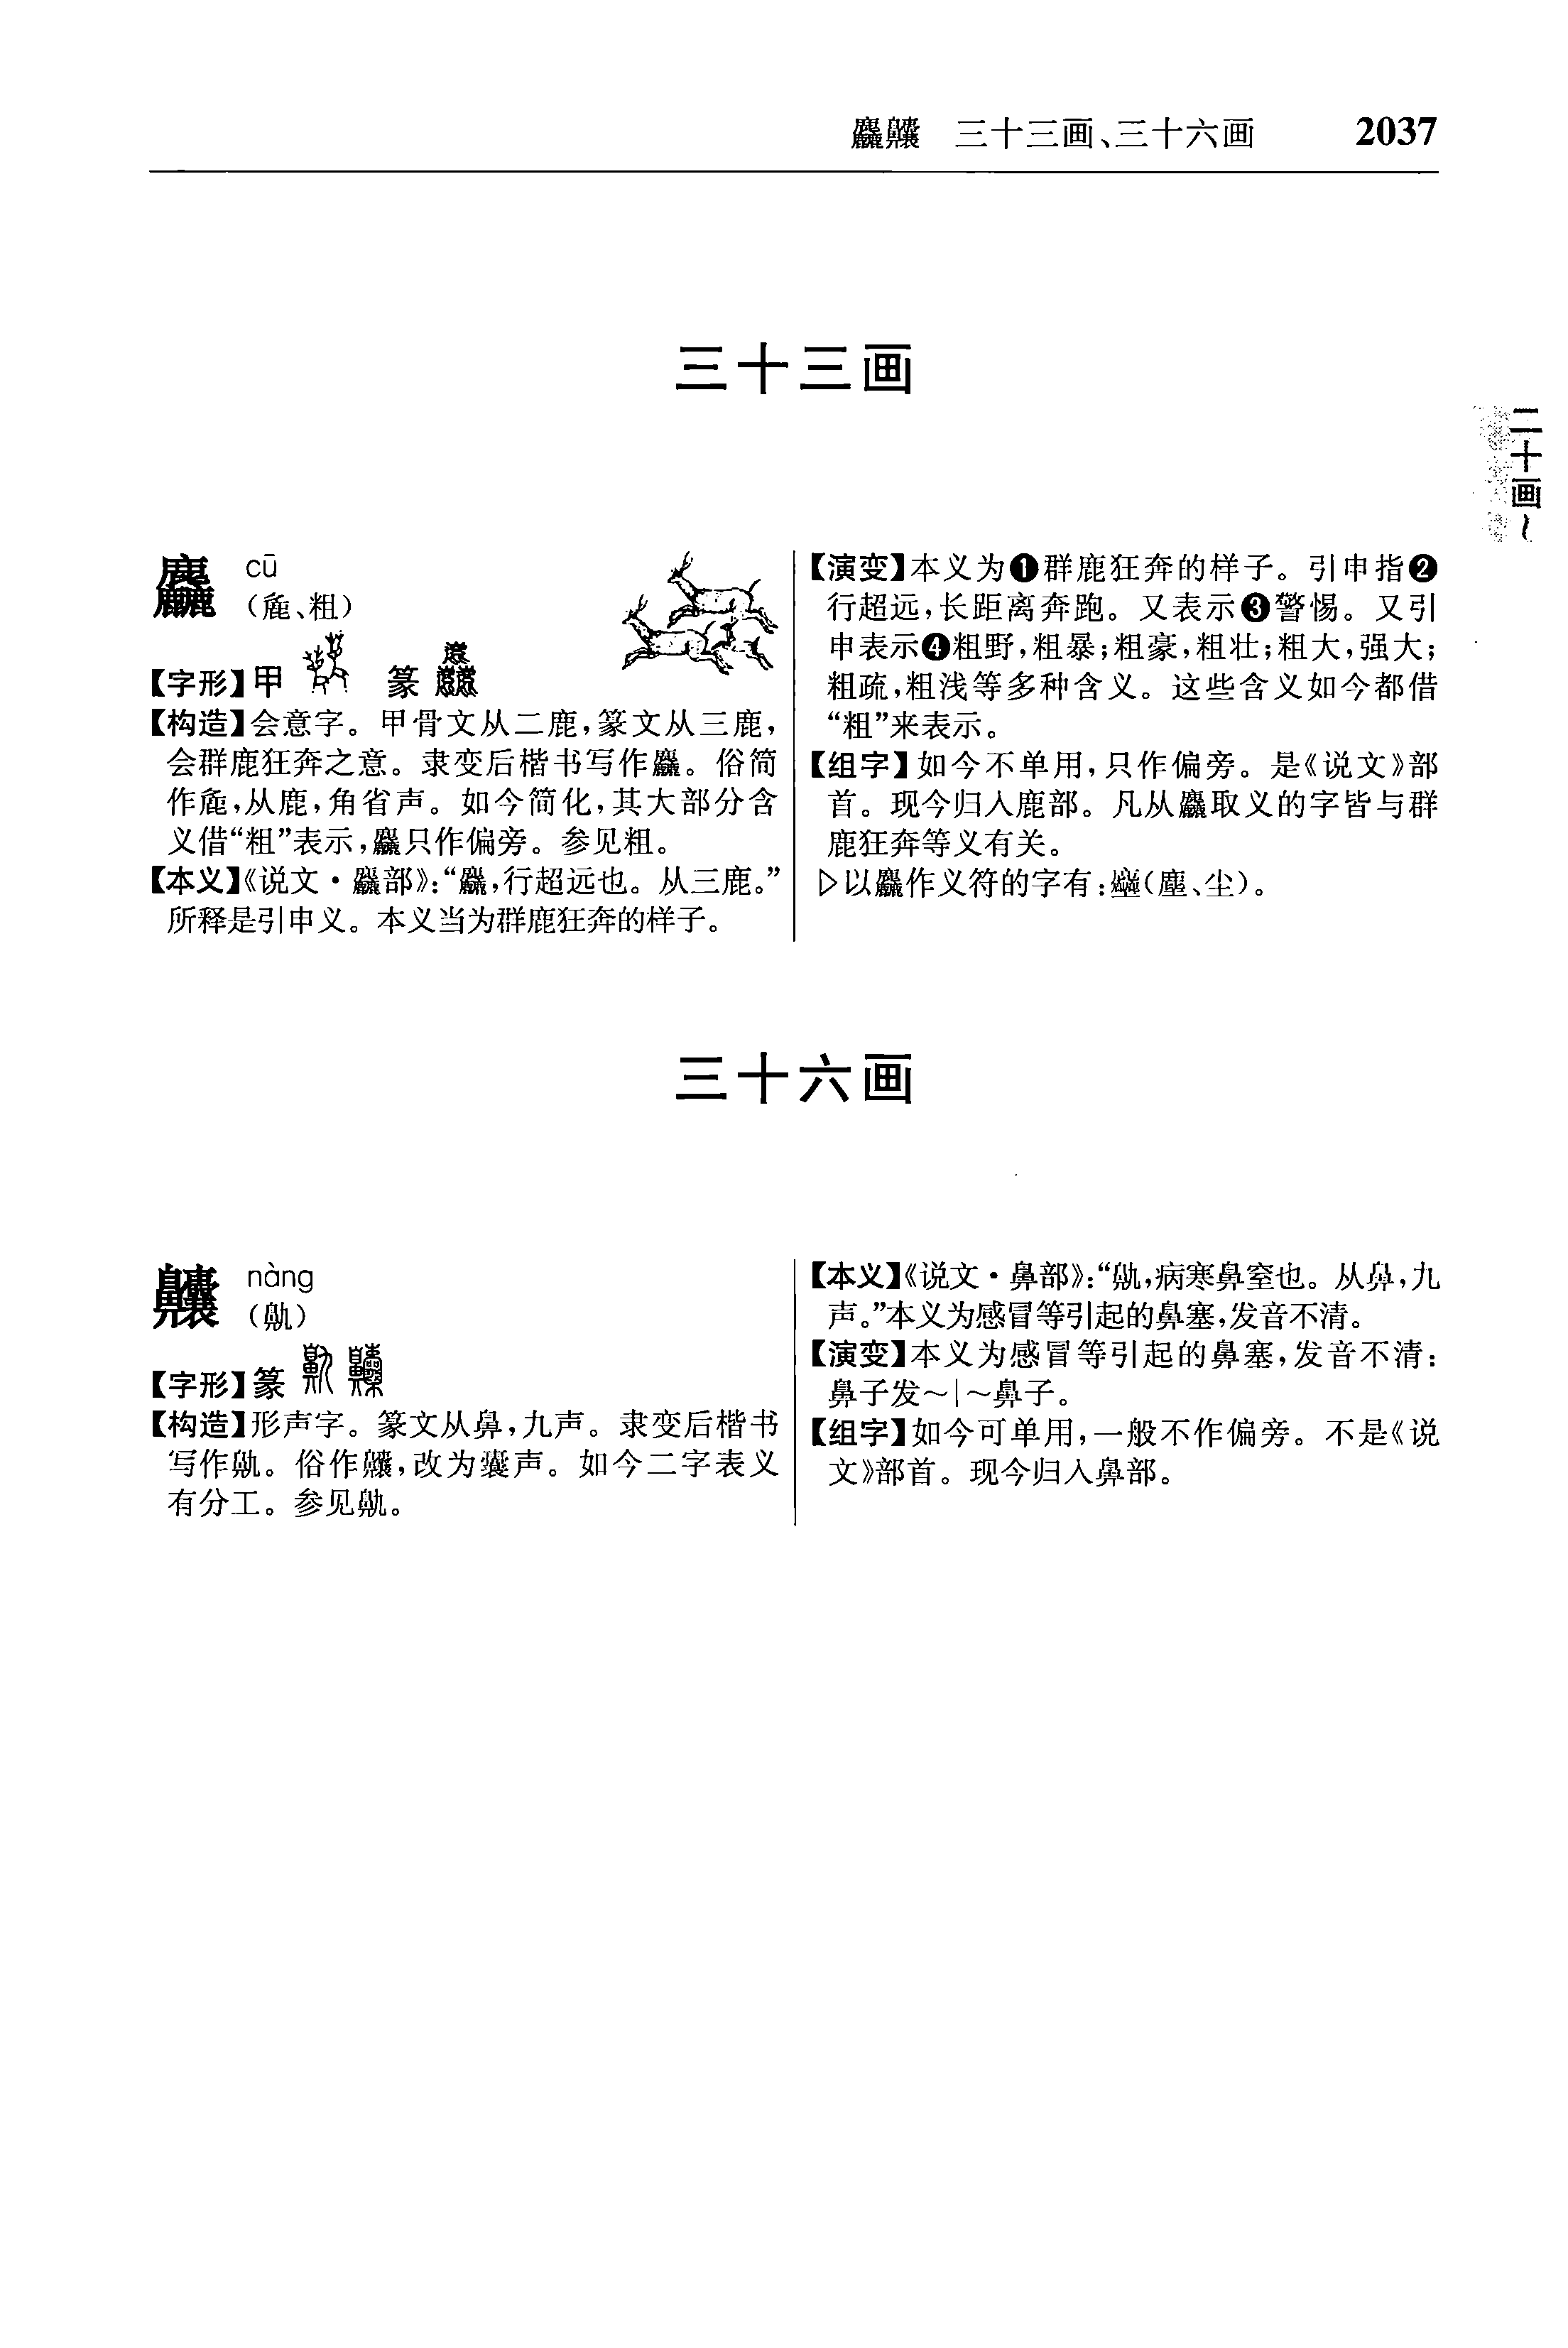 麤齉 三十三画、三十六画 2037
三十三画
麤 cū
(麁、粗)
【字形】甲 篆
【构造】会意字。甲骨文从二鹿,篆文从三鹿,
会群鹿狂奔之意。隶变后楷书写作麤。俗简
作麁,从鹿,角省声。如今简化,其大部分含
义借“粗”表示,麤只作偏旁。参见粗。
【本义】《说文·麤部》:“麤,行超远也。从三鹿。”
所释是引申义。本义当为群鹿狂奔的样子。
【演变】本义为❶群鹿狂奔的样子。引申指❷
行超远,长距离奔跑。又表示❸警惕。又引
申表示❹粗野,粗暴;粗豪,粗壮;粗大,强大;
粗疏,粗浅等多种含义。这些含义如今都借
“粗”来表示。
【组字】如今不单用,只作偏旁。是《说文》部
首。现今归入鹿部。凡从麤取义的字皆与群
鹿狂奔等义有关。
▷以麤作义符的字有:𪋻(塵、尘)。
三十六画
齉 nàng
(鼽)
【字形】篆
【构造】形声字。篆文从鼻,九声。隶变后楷书
写作鼽。俗作齉,改为囊声。如今二字表义
有分工。参见鼽。
【本义】《说文·鼻部》:“鼽,病寒鼻窒也。从鼻,九
声。”本义为感冒等引起的鼻塞,发音不清。
【演变】本义为感冒等引起的鼻塞,发音不清:
鼻子发~|~鼻子。
【组字】如今可单用,一般不作偏旁。不是《说
文》部首。现今归入鼻部。
二十画~